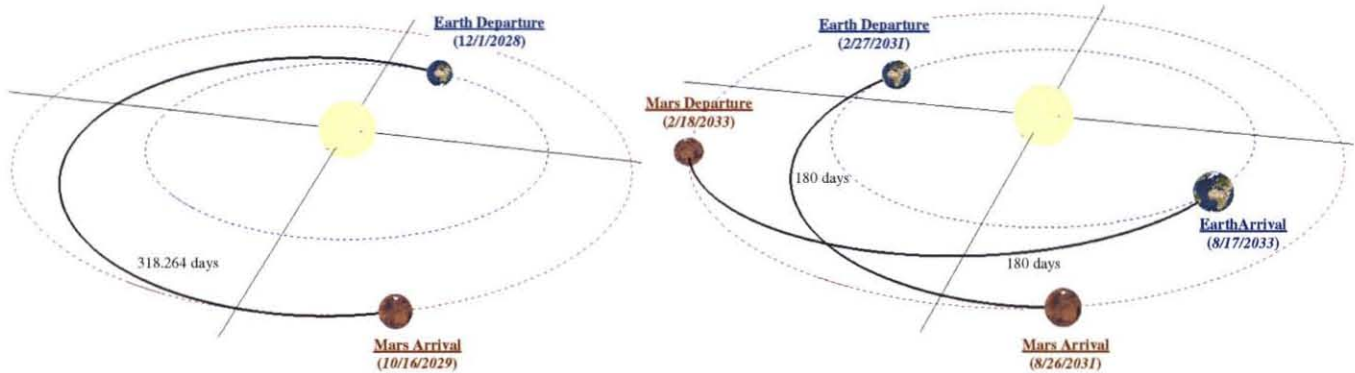 Earth Departure
(12/1/2028)
318.264 days
Mars Arrival
(10/16/2029)
Earth Departure
(2/27/2031)
Mars Departure
(2/18/2033)
180 days
EarthArrival
(8/17/2033)
180 days
Mars Arrival
(8/26/2031)